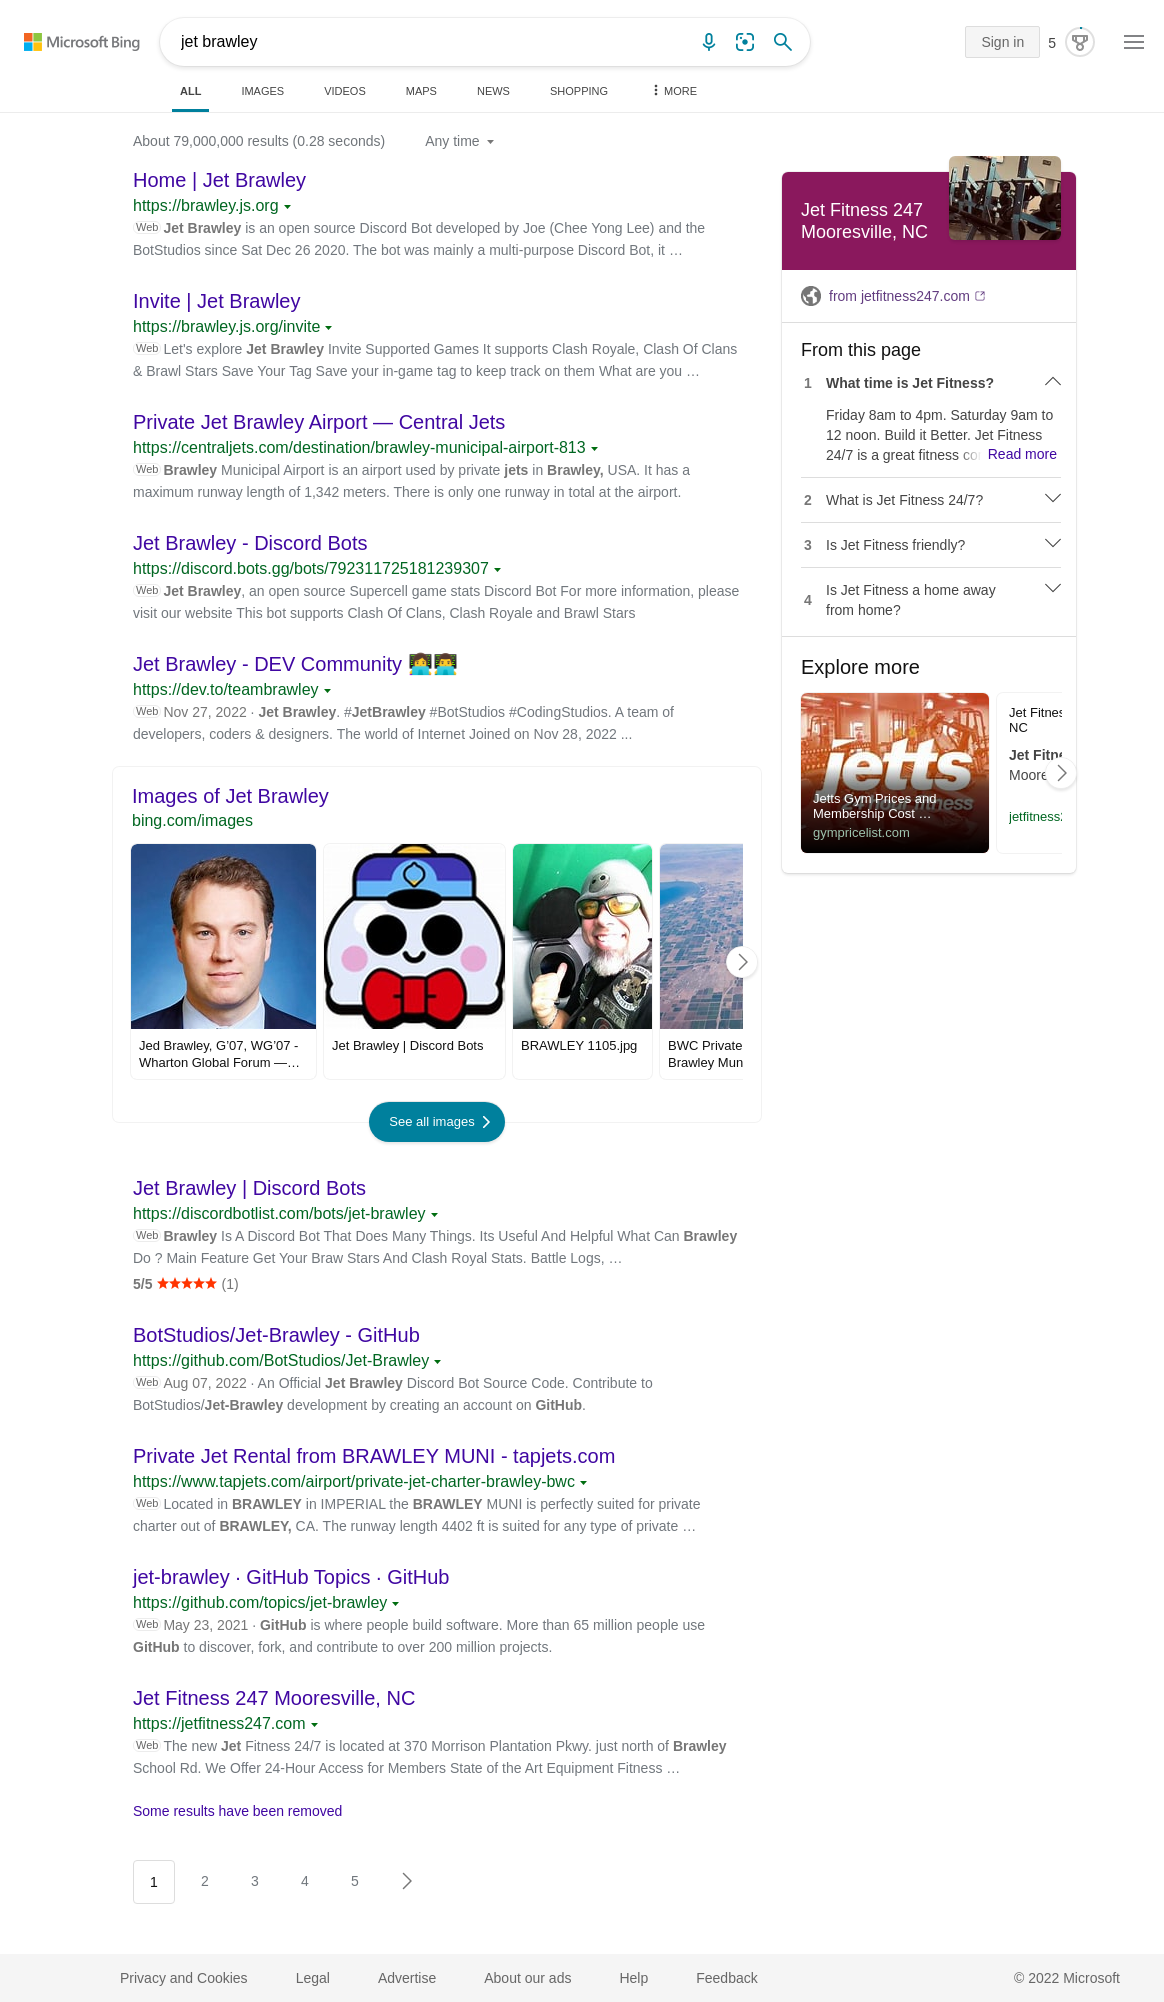 Microsoft Bing
jet brawley
Sign in
5
ALL
IMAGES
VIDEOS
MAPS
NEWS
SHOPPING
MORE
About 79,000,000 results (0.28 seconds)
Any time
Home | Jet Brawley
https://brawley.js.org
Web Jet Brawley is an open source Discord Bot developed by Joe (Chee Yong Lee) and the
BotStudios since Sat Dec 26 2020. The bot was mainly a multi-purpose Discord Bot, it …
Invite | Jet Brawley
https://brawley.js.org/invite
Web Let's explore Jet Brawley Invite Supported Games It supports Clash Royale, Clash Of Clans
& Brawl Stars Save Your Tag Save your in-game tag to keep track on them What are you …
Private Jet Brawley Airport — Central Jets
https://centraljets.com/destination/brawley-municipal-airport-813
Web Brawley Municipal Airport is an airport used by private jets in Brawley, USA. It has a
maximum runway length of 1,342 meters. There is only one runway in total at the airport.
Jet Brawley - Discord Bots
https://discord.bots.gg/bots/792311725181239307
Web Jet Brawley, an open source Supercell game stats Discord Bot For more information, please
visit our website This bot supports Clash Of Clans, Clash Royale and Brawl Stars
Jet Brawley - DEV Community 👩‍💻👨‍💻
https://dev.to/teambrawley
Web Nov 27, 2022 · Jet Brawley. #JetBrawley #BotStudios #CodingStudios. A team of
developers, coders & designers. The world of Internet Joined on Nov 28, 2022 ...
Images of Jet Brawley
bing.com/images
Jed Brawley, G'07, WG'07 -
Wharton Global Forum —…
Jet Brawley | Discord Bots
BRAWLEY 1105.jpg
BWC Private
Brawley Mun
See all images
Jet Brawley | Discord Bots
https://discordbotlist.com/bots/jet-brawley
Web Brawley Is A Discord Bot That Does Many Things. Its Useful And Helpful What Can Brawley
Do ? Main Feature Get Your Braw Stars And Clash Royal Stats. Battle Logs, …
5/5 ★★★★★ (1)
BotStudios/Jet-Brawley - GitHub
https://github.com/BotStudios/Jet-Brawley
Web Aug 07, 2022 · An Official Jet Brawley Discord Bot Source Code. Contribute to
BotStudios/Jet-Brawley development by creating an account on GitHub.
Private Jet Rental from BRAWLEY MUNI - tapjets.com
https://www.tapjets.com/airport/private-jet-charter-brawley-bwc
Web Located in BRAWLEY in IMPERIAL the BRAWLEY MUNI is perfectly suited for private
charter out of BRAWLEY, CA. The runway length 4402 ft is suited for any type of private …
jet-brawley · GitHub Topics · GitHub
https://github.com/topics/jet-brawley
Web May 23, 2021 · GitHub is where people build software. More than 65 million people use
GitHub to discover, fork, and contribute to over 200 million projects.
Jet Fitness 247 Mooresville, NC
https://jetfitness247.com
Web The new Jet Fitness 24/7 is located at 370 Morrison Plantation Pkwy. just north of Brawley
School Rd. We Offer 24-Hour Access for Members State of the Art Equipment Fitness …
Some results have been removed
1
2
3
4
5
Jet Fitness 247
Mooresville, NC
from jetfitness247.com
From this page
1 What time is Jet Fitness?
Friday 8am to 4pm. Saturday 9am to
12 noon. Build it Better. Jet Fitness
24/7 is a great fitness co Read more
2 What is Jet Fitness 24/7?
3 Is Jet Fitness friendly?
4 Is Jet Fitness a home away
from home?
Explore more
jetts
24 hour fitness
Jetts Gym Prices and
Membership Cost …
gympricelist.com
Jet Fitnes
NC
Jet Fitne
Moore
jetfitness2
Privacy and Cookies
Legal
Advertise
About our ads
Help
Feedback
© 2022 Microsoft